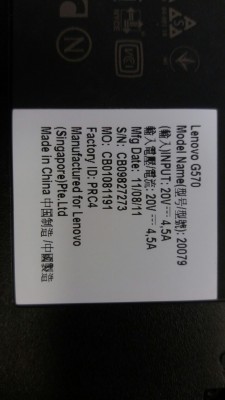 Lenovo G570
Model Name(型号/型號): 20079
(輸入)INPUT: 20V⎓4.5A
輸入電壓/電流: 20V⎓4.5A
Mfg Date: 11/08/11
S/N: CB09827273
MO: CB01081191
Factory ID: PRC4
Manufactured for Lenovo
(Singapore)Pte.Ltd
Made in China 中国制造 /中國製造